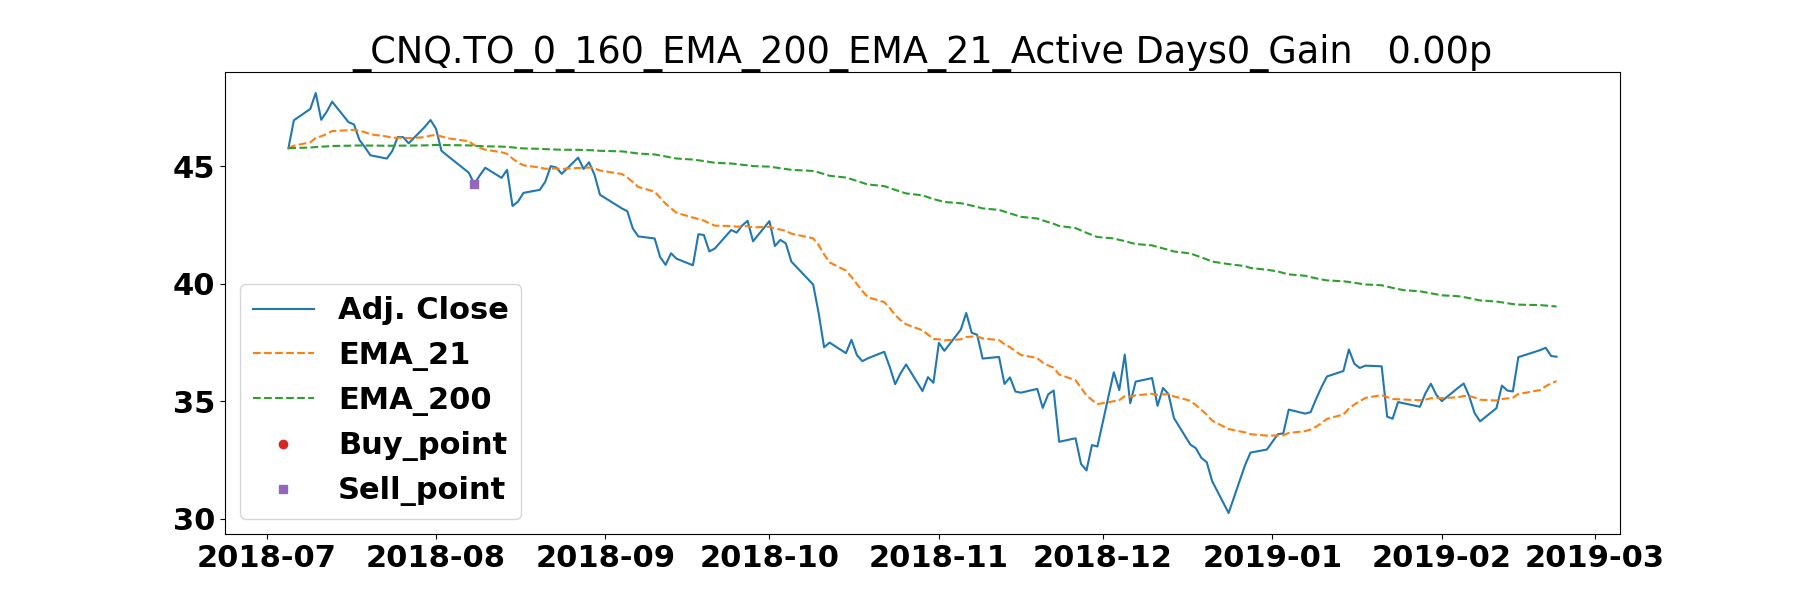 _CNQ.TO_0_160_EMA_200_EMA_21_Active Days0_Gain   0.00p
45
40
35
30
Adj. Close
EMA_21
EMA_200
Buy_point
Sell_point
2018-07 2018-08 2018-09 2018-10 2018-11 2018-12 2019-01 2019-02 2019-03